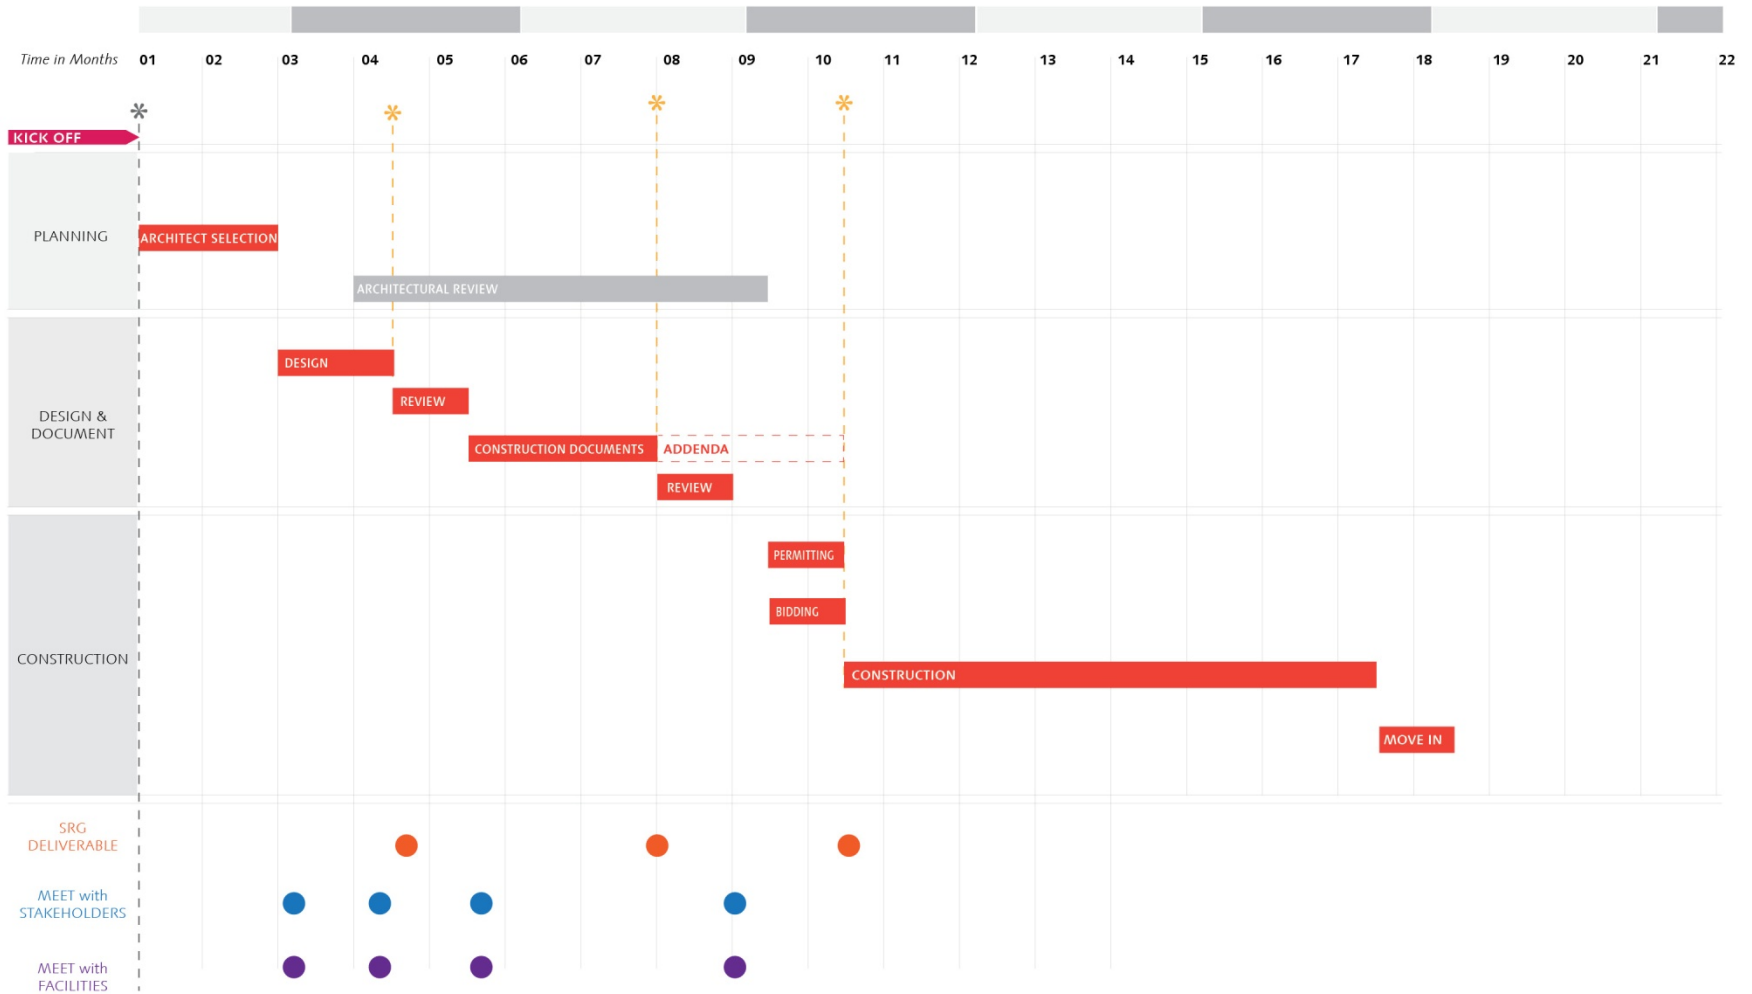 Time in Months 01 02 03 04 05 06 07 08 09 10 11 12 13 14 15 16 17 18 19 20 21 22
KICK OFF
PLANNING
ARCHITECT SELECTION
ARCHITECTURAL REVIEW
DESIGN &
DOCUMENT
DESIGN
REVIEW
CONSTRUCTION DOCUMENTS
ADDENDA
REVIEW
CONSTRUCTION
PERMITTING
BIDDING
CONSTRUCTION
MOVE IN
SRG
DELIVERABLE
MEET with
STAKEHOLDERS
MEET with
FACILITIES